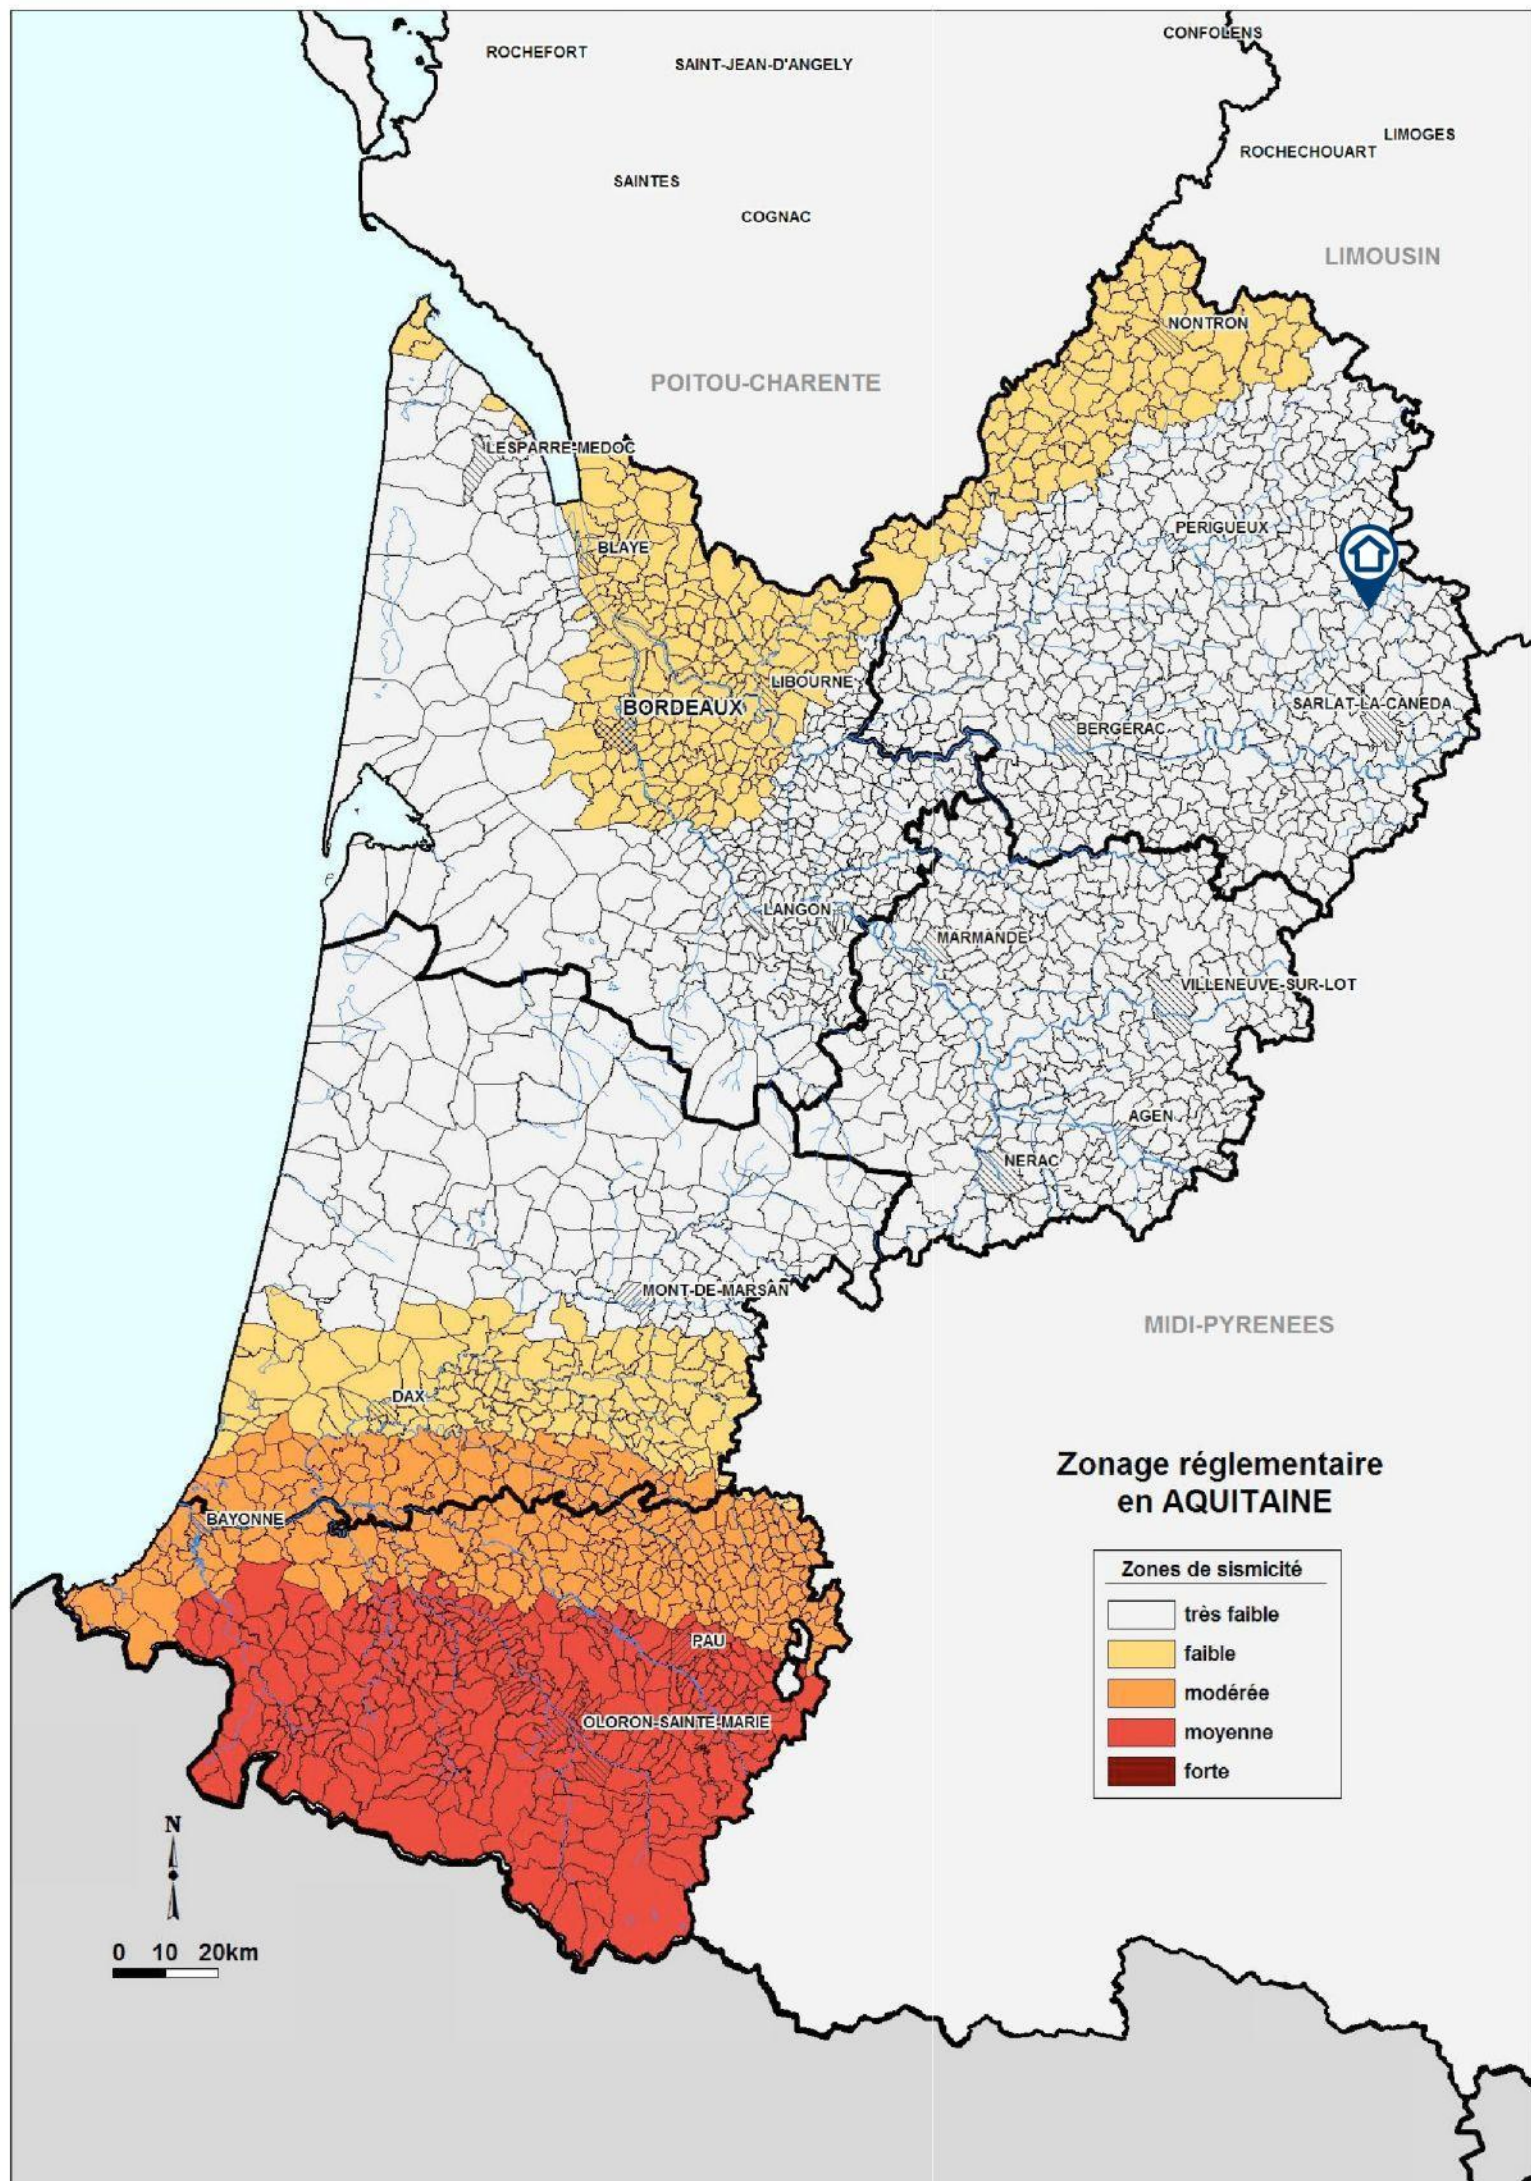 CONFOLENS
ROCHEFORT
SAINT-JEAN-D'ANGELY
LIMOGES
ROCHECHOUART
SAINTES
COGNAC
LIMOUSIN
NONTRON
POITOU-CHARENTE
LESPARRE-MEDOC
PERIGUEUX
BLAYE
LIBOURNE
BORDEAUX
SARLAT-LA-CANEDA
BERGERAC
LANGON
MARMANDE
VILLENEUVE-SUR-LOT
AGEN
NERAC
MONT-DE-MARSAN
MIDI-PYRENEES
DAX
Zonage réglementaire
en AQUITAINE
BAYONNE
Zones de sismicité
très faible
faible
modérée
moyenne
forte
PAU
OLORON-SAINTE-MARIE
N
0 10 20km